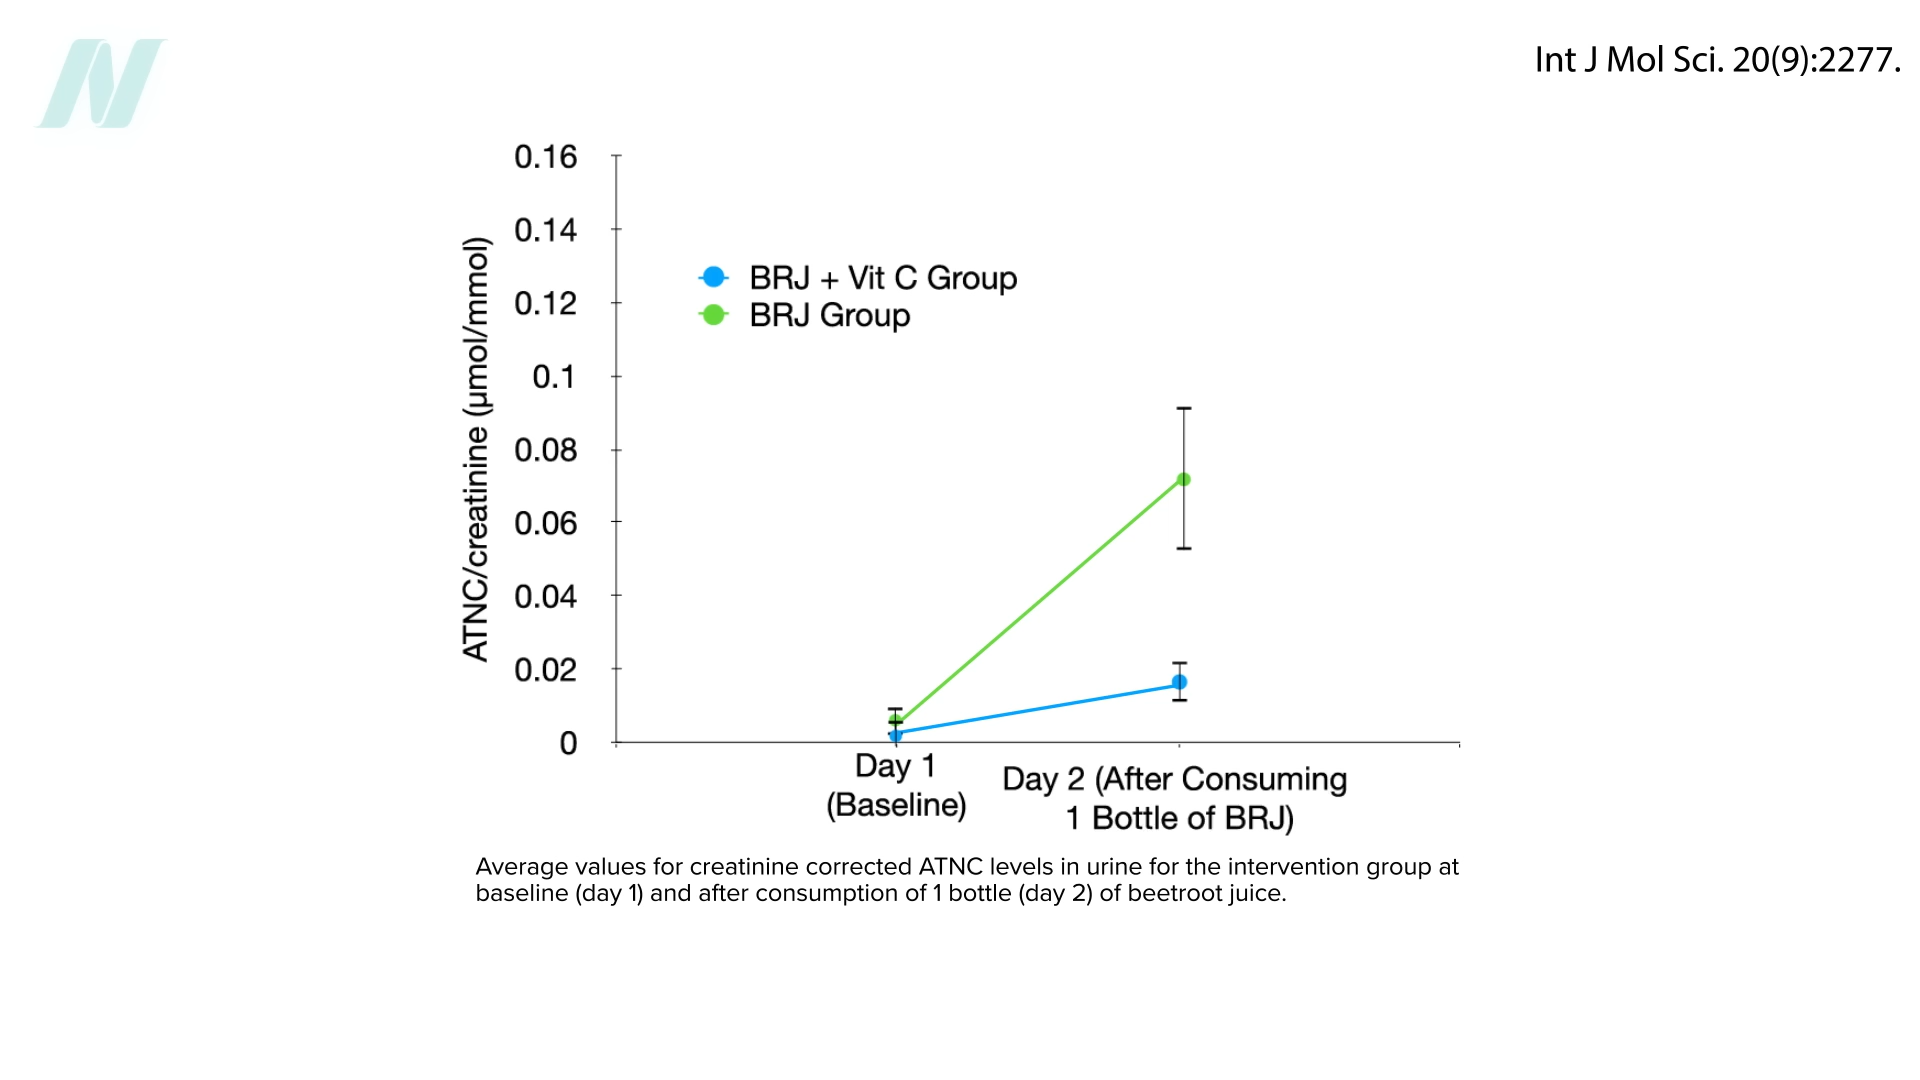 Int J Mol Sci. 20(9):2277.
0.16
0.14
0.12
0.1
0.08
0.06
0.04
0.02
0
ATNC/creatinine (µmol/mmol)
BRJ + Vit C Group
BRJ Group
Day 1
(Baseline)
Day 2 (After Consuming
1 Bottle of BRJ)
Average values for creatinine corrected ATNC levels in urine for the intervention group at
baseline (day 1) and after consumption of 1 bottle (day 2) of beetroot juice.